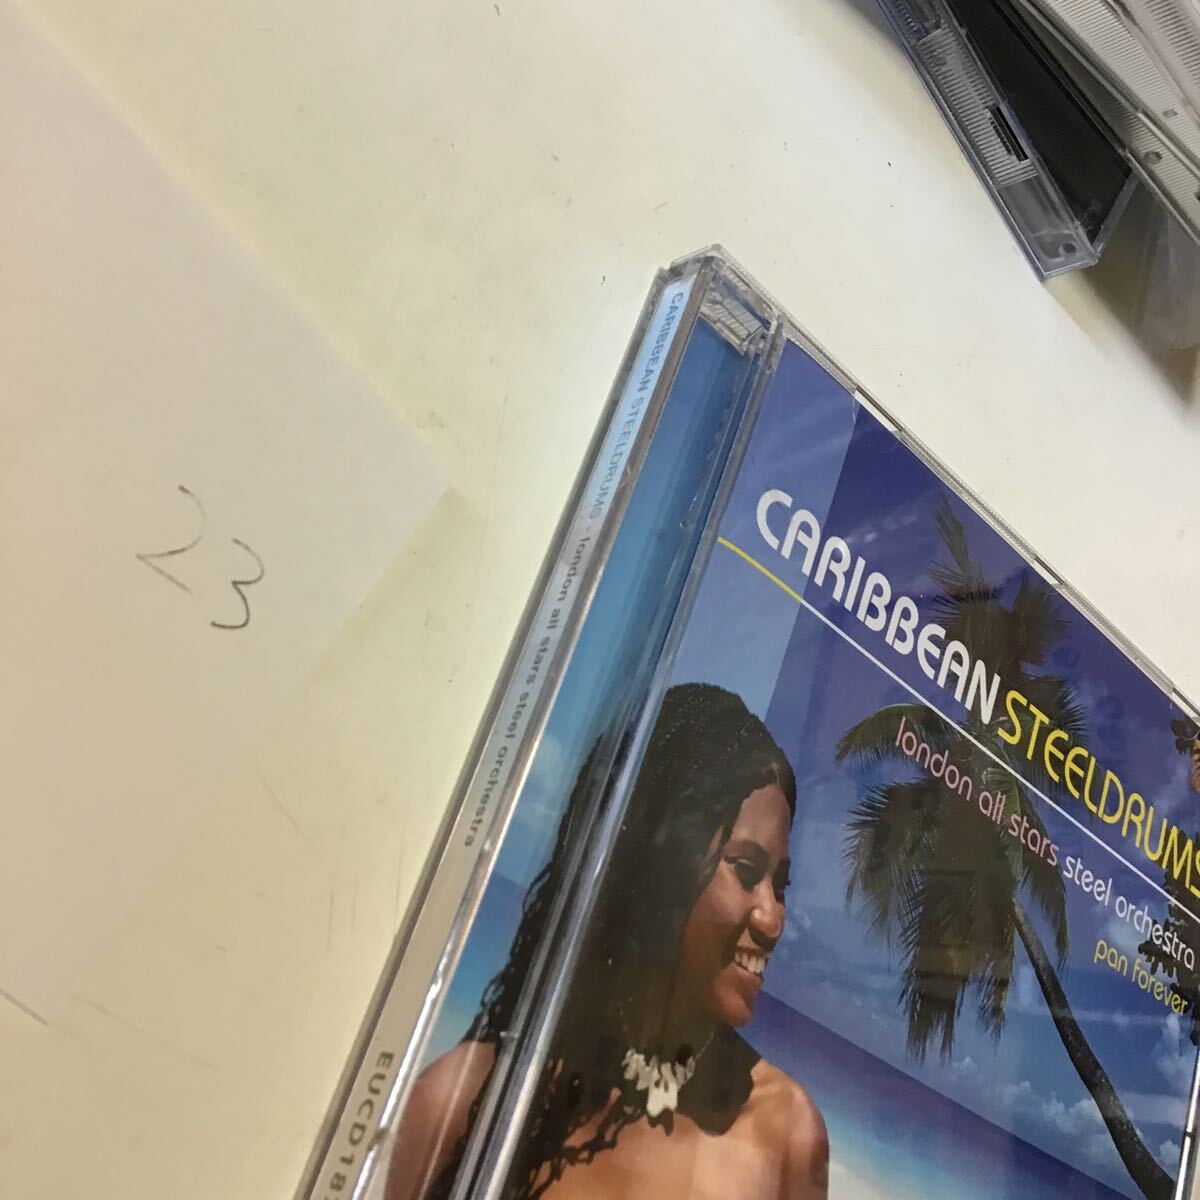 23
CARIBBEAN STEELDRUMS · london all stars steel orchestra
CARIBBEAN STEELDRUMS
london all stars steel orchestra
pan forever